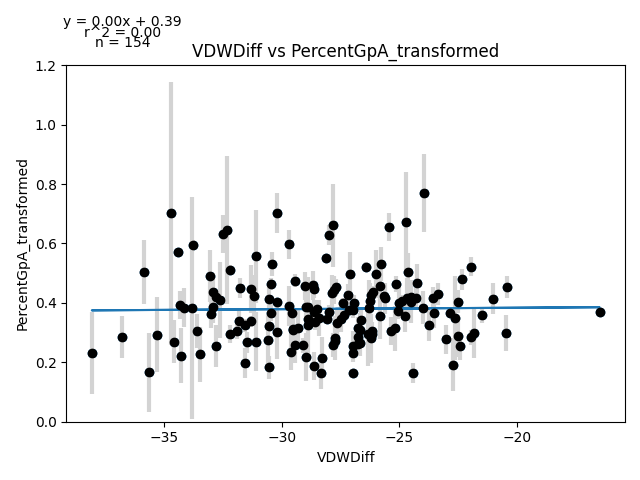 y = 0.00x + 0.39
r^2 = 0.00
n = 154
VDWDiff vs PercentGpA_transformed
1.2
1.0
0.8
0.6
0.4
0.2
0.0
PercentGpA_transformed
−35
−30
−25
−20
VDWDiff